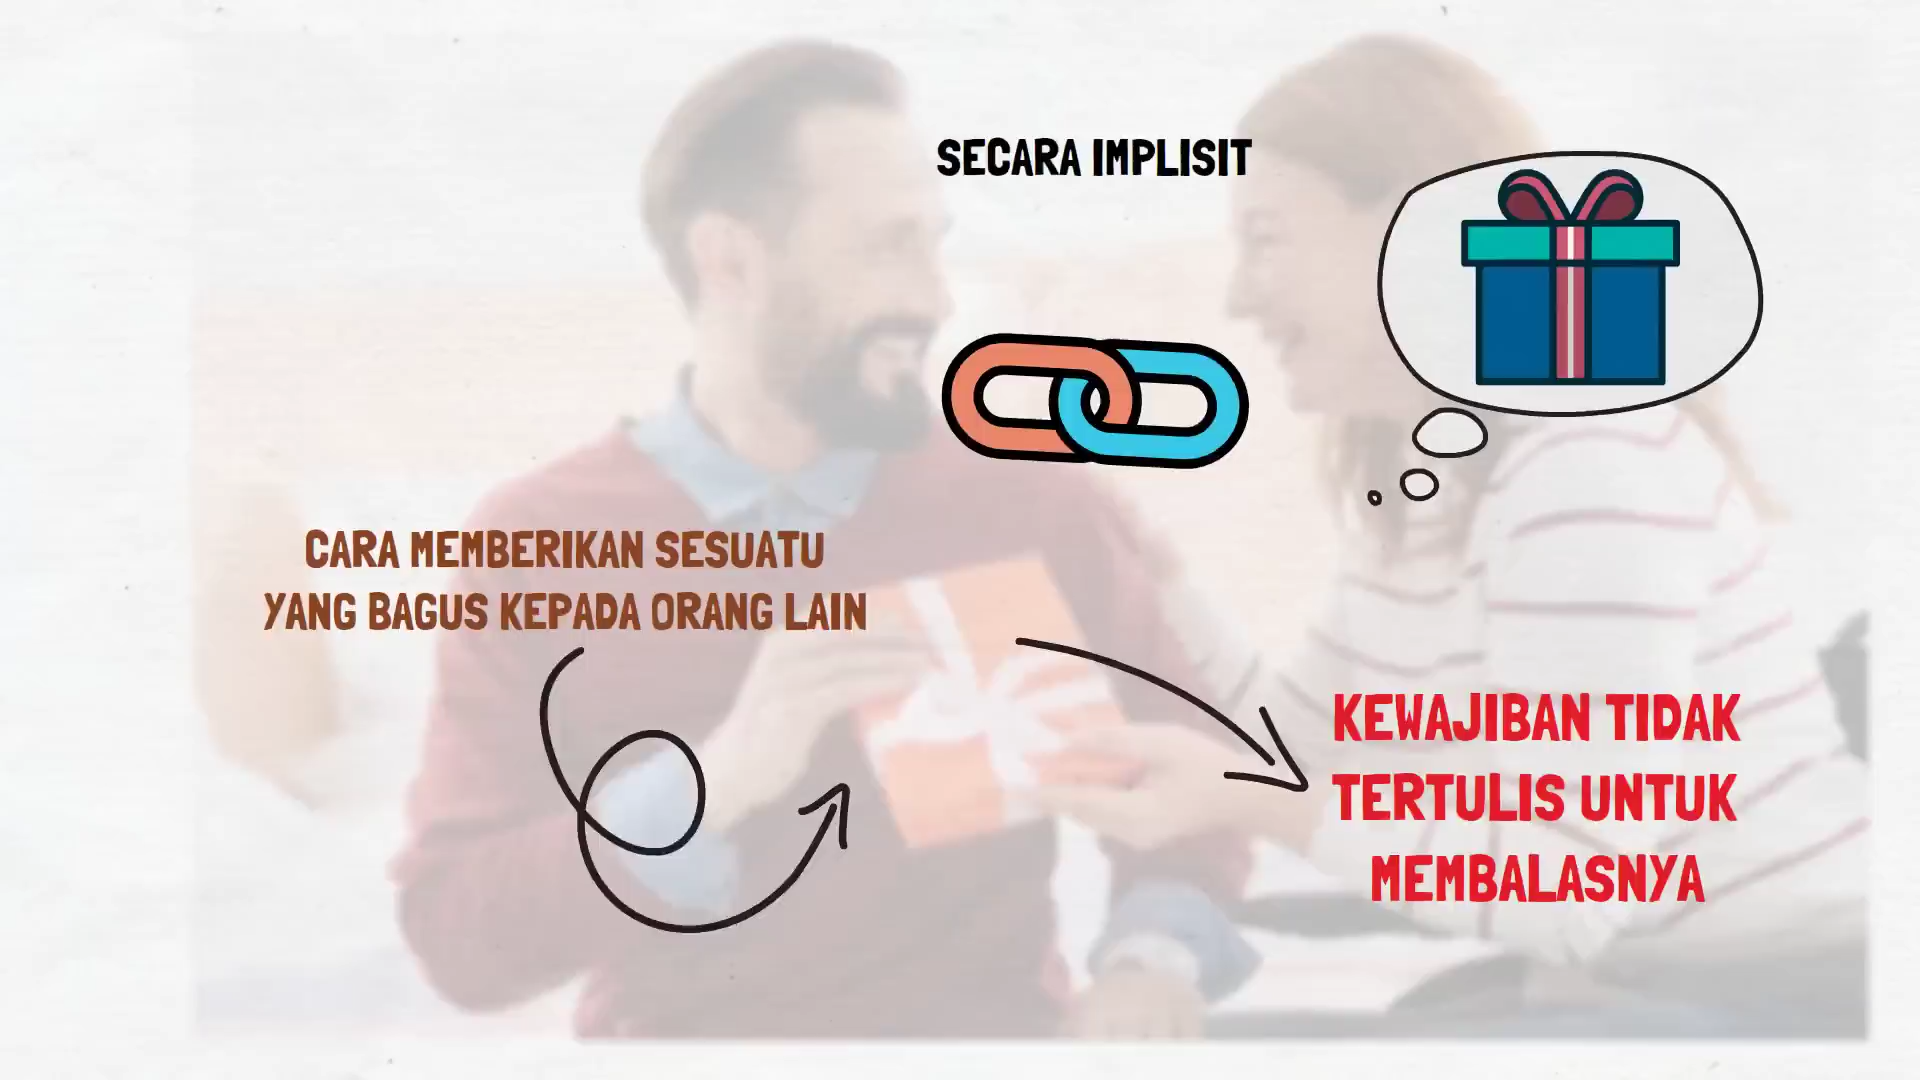 SECARA IMPLISIT
CARA MEMBERIKAN SESUATU
YANG BAGUS KEPADA ORANG LAIN
KEWAJIBAN TIDAK
TERTULIS UNTUK
MEMBALASNYA